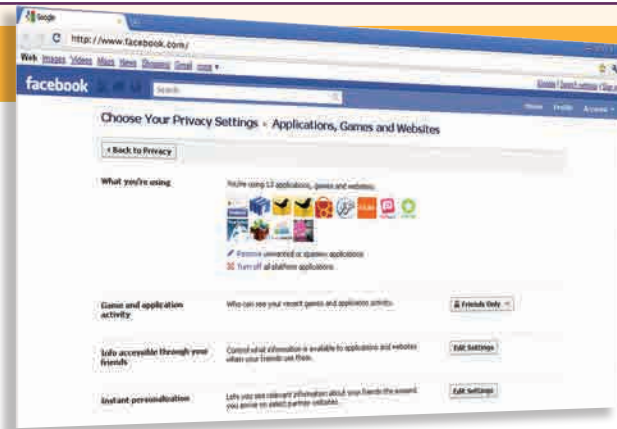 Google
http://www.facebook.com/
Web Images Videos Maps News Shopping Gmail more
facebook
Search
Home Profile Account
Choose Your Privacy Settings Applications, Games and Websites
Back to Privacy
What you're using
You're using 13 applications, games and websites.
Remove unwanted or spammy applications.
Turn off all platform applications.
Game and application activity
Who can see your recent games and application activity.
Friends Only
Info accessible through your friends
Control what information is available to applications and websites
when your friends use them.
Edit Settings
Instant personalization
Lets you see relevant information about your friends the moment
you arrive on select partner websites.
Edit Settings